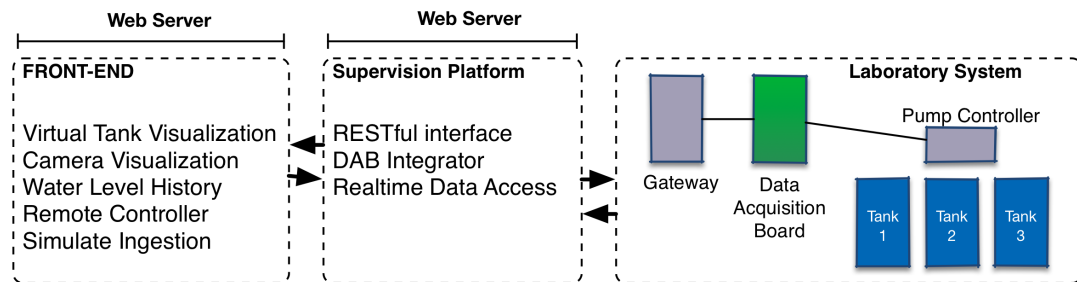 Web Server
Web Server
FRONT-END
Virtual Tank Visualization
Camera Visualization
Water Level History
Remote Controller
Simulate Ingestion
Supervision Platform
RESTful interface
DAB Integrator
Realtime Data Access
Laboratory System
Pump Controller
Gateway
Data
Acquisition
Board
Tank
1
Tank
2
Tank
3